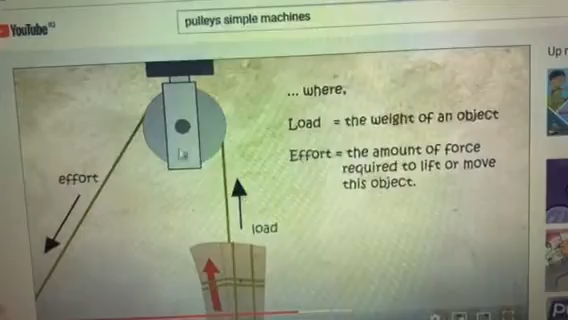 YouTube
pulleys simple machines
Up n
... where,
Load = the weight of an object
Effort = the amount of force
required to lift or move
this object.
effort
load